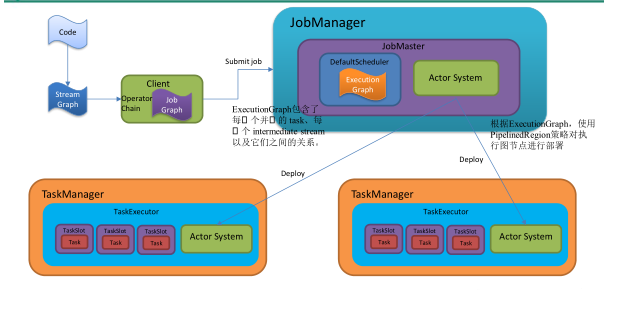 Code
JobManager
JobMaster
DefaultScheduler
Execution
Graph
Actor System
Submit job
Client
Stream
Graph
Operator
Chain
Job
Graph
ExecutionGraph包含了
每 个并 的 task。每
个 intermediate stream
以及它们之间的关系。
根据ExecutionGraph，使用
PipelinedRegion策略对执
行图节点进行部署
Deploy
Deploy
TaskManager
TaskExecutor
TaskSlot
Task
TaskSlot
Task
TaskSlot
Task
Actor System
TaskManager
TaskExecutor
TaskSlot
Task
TaskSlot
Task
TaskSlot
Task
Actor System